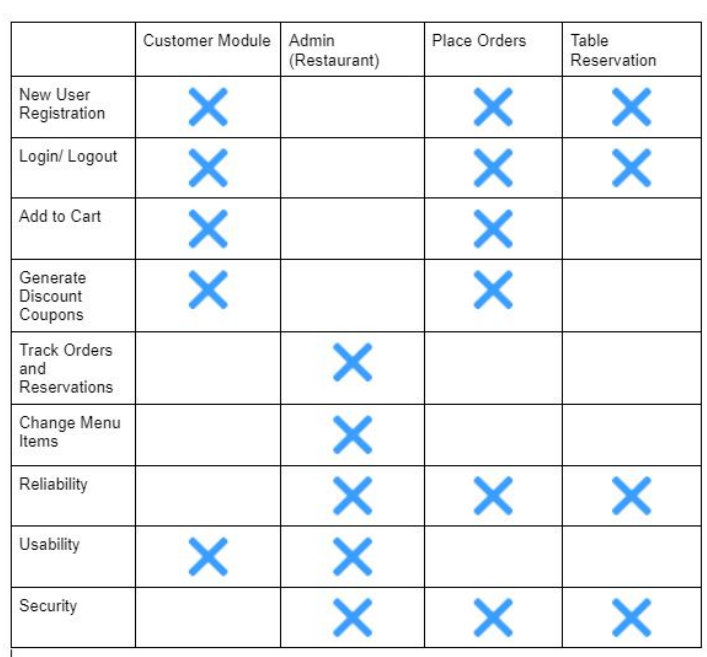 Customer Module
Admin
(Restaurant)
Place Orders
Table
Reservation
New User
Registration
Login/ Logout
Add to Cart
Generate
Discount
Coupons
Track Orders
and
Reservations
Change Menu
Items
Reliability
Usability
Security